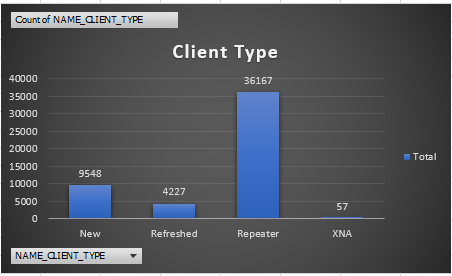 Count of NAME_CLIENT_TYPE
Client Type
40000
35000
30000
25000
20000
15000
10000
5000
0
9548
4227
36167
57
New
Refreshed
Repeater
XNA
Total
NAME_CLIENT_TYPE